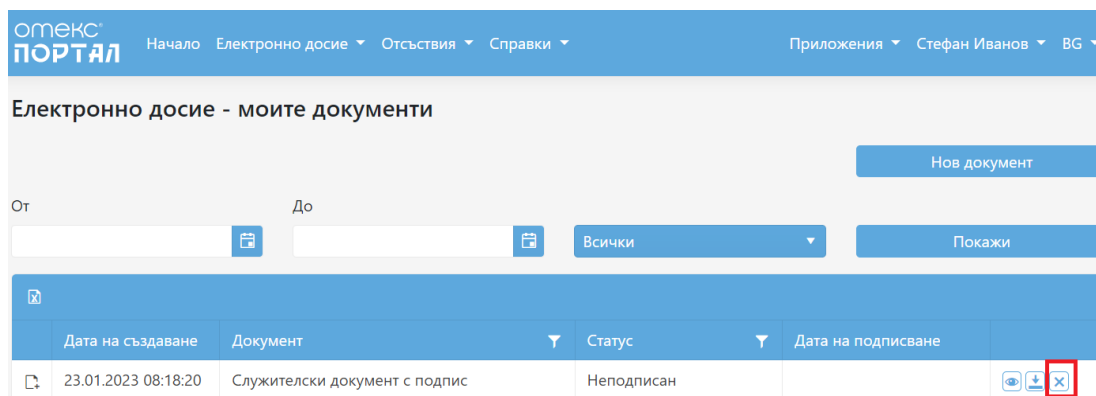 омекс®
ПОРТАЛ
Начало Електронно досие Отсъствия Справки Приложения Стефан Иванов BG
Електронно досие - моите документи
Нов документ
От До
Всички Покажи
Дата на създаване Документ Статус Дата на подписване
23.01.2023 08:18:20 Служителски документ с подпис Неподписан